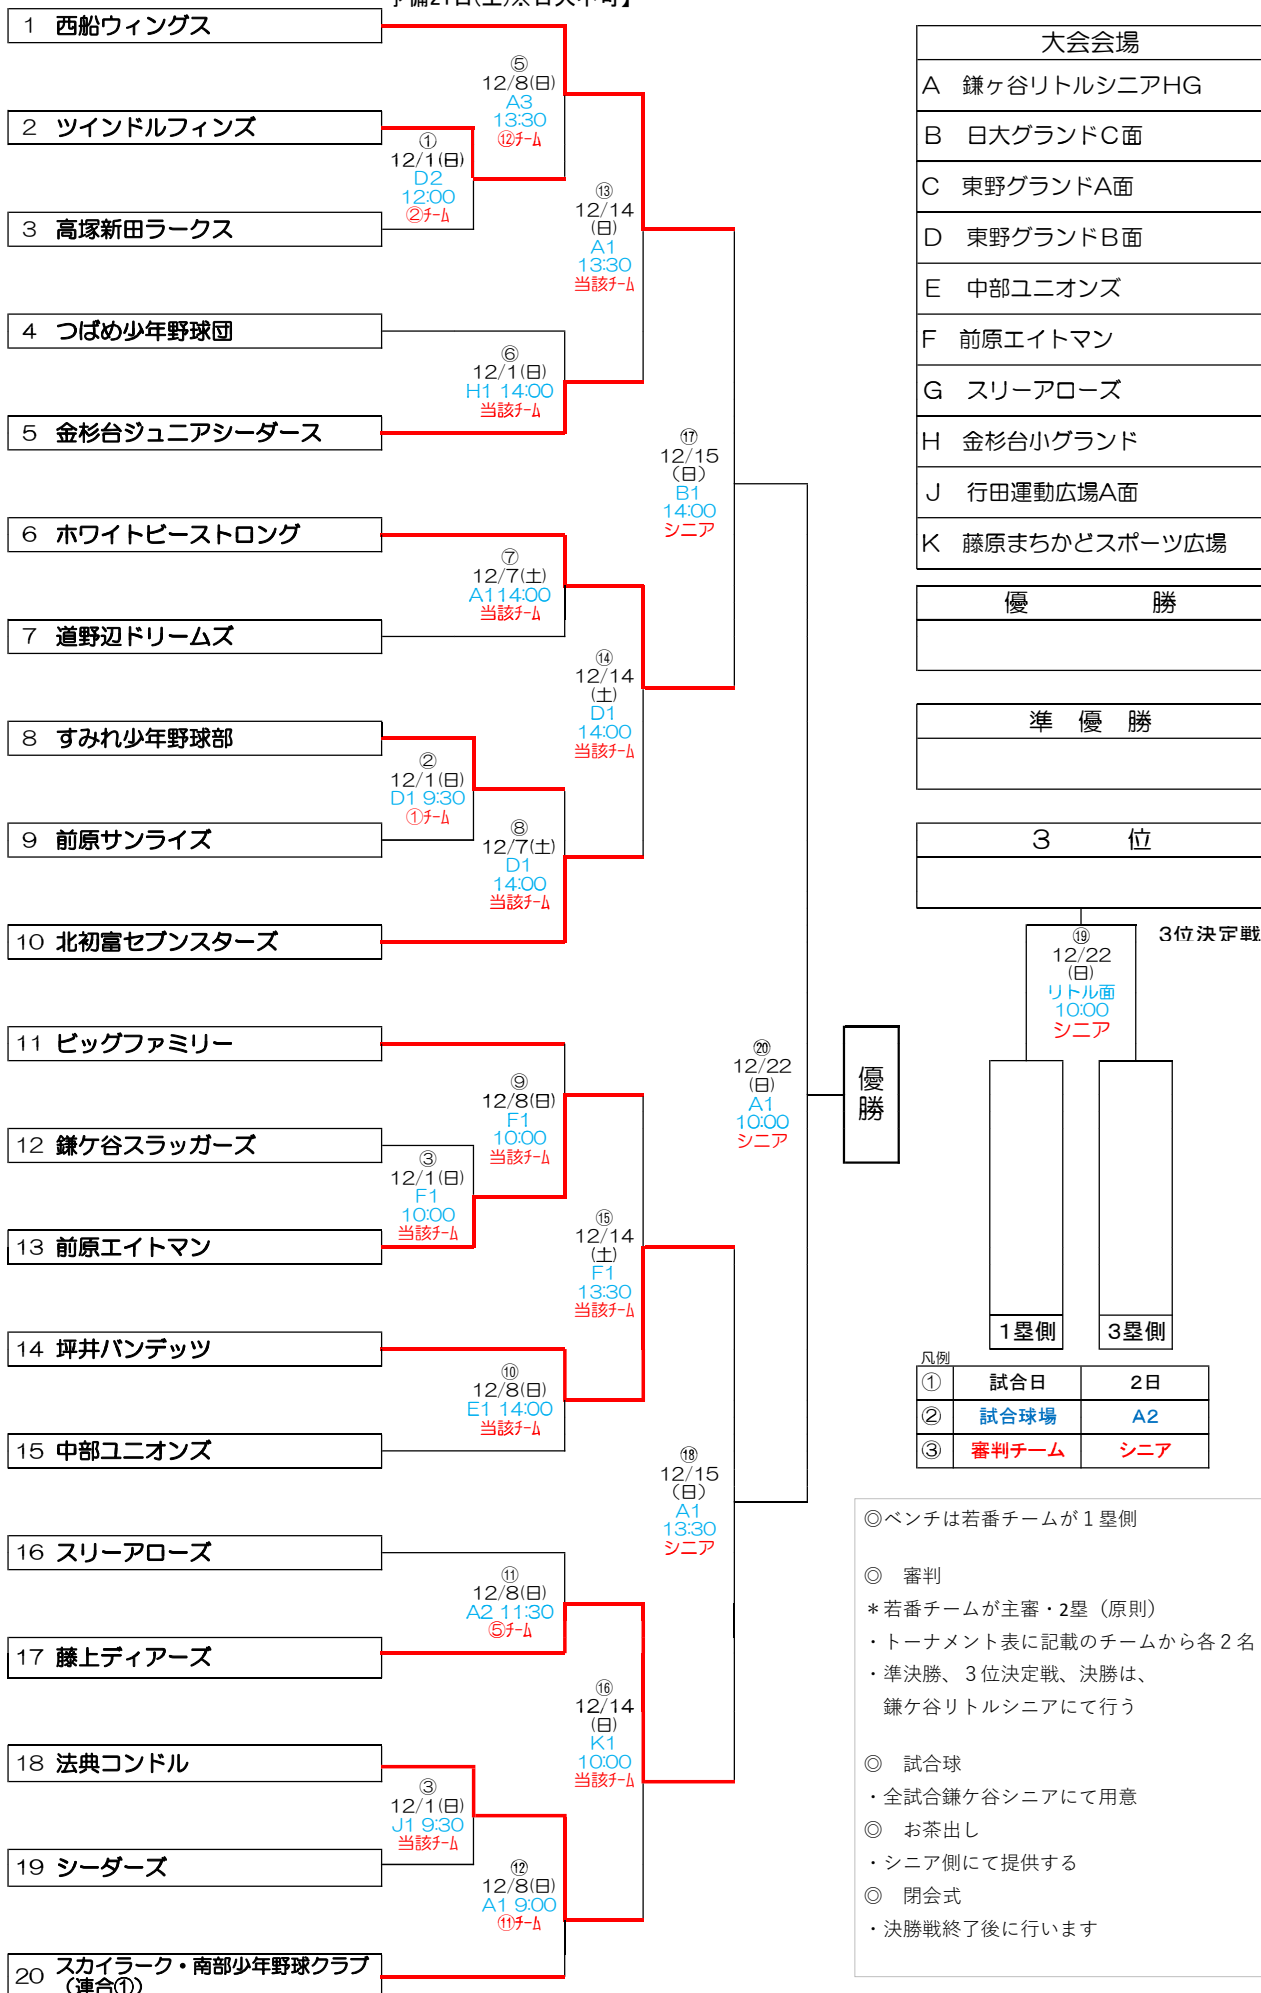 予備21日(土)※日大不可】
1 西船ウィングス
2 ツインドルフィンズ
3 高塚新田ラークス
4 つばめ少年野球団
5 金杉台ジュニアシーダース
6 ホワイトビーストロング
7 道野辺ドリームズ
8 すみれ少年野球部
9 前原サンライズ
10 北初富セブンスターズ
11 ビッグファミリー
12 鎌ケ谷スラッガーズ
13 前原エイトマン
14 坪井バンデッツ
15 中部ユニオンズ
16 スリーアローズ
17 藤上ディアーズ
18 法典コンドル
19 シーダーズ
20 スカイラーク・南部少年野球クラブ
(連合①)
①
12/1(日)
D2
12:00
②チーム
②
12/1(日)
D1 9:30
①チーム
③
12/1(日)
F1
10:00
当該チーム
③
12/1(日)
J1 9:30
当該チーム
⑤
12/8(日)
A3
13:30
⑫チーム
⑥
12/1(日)
H1 14:00
当該チーム
⑦
12/7(土)
A114:00
当該チーム
⑧
12/7(土)
D1
14:00
当該チーム
⑨
12/8(日)
F1
10:00
当該チーム
⑩
12/8(日)
E1 14:00
当該チーム
⑪
12/8(日)
A2 11:30
⑤チーム
⑫
12/8(日)
A1 9:00
⑪チーム
⑬
12/14
(日)
A1
13:30
当該チーム
⑭
12/14
(土)
D1
14:00
当該チーム
⑮
12/14
(土)
F1
13:30
当該チーム
⑯
12/14
(日)
K1
10:00
当該チーム
⑰
12/15
(日)
B1
14:00
シニア
⑱
12/15
(日)
A1
13:30
シニア
⑳
12/22
(日)
A1
10:00
シニア
優勝
大会会場
A 鎌ヶ谷リトルシニアHG
B 日大グランドC面
C 東野グランドA面
D 東野グランドB面
E 中部ユニオンズ
F 前原エイトマン
G スリーアローズ
H 金杉台小グランド
J 行田運動広場A面
K 藤原まちかどスポーツ広場
優 勝
準 優 勝
3 位
3位決定戦
⑲
12/22
(日)
リトル面
10:00
シニア
1塁側 3塁側
凡例
① 試合日 2日
② 試合球場 A2
③ 審判チーム シニア
◎ベンチは若番チームが1塁側
◎ 審判
*若番チームが主審・2塁(原則)
・トーナメント表に記載のチームから各2名
・準決勝、3位決定戦、決勝は、
鎌ケ谷リトルシニアにて行う
◎ 試合球
・全試合鎌ケ谷シニアにて用意
◎ お茶出し
・シニア側にて提供する
◎ 閉会式
・決勝戦終了後に行います